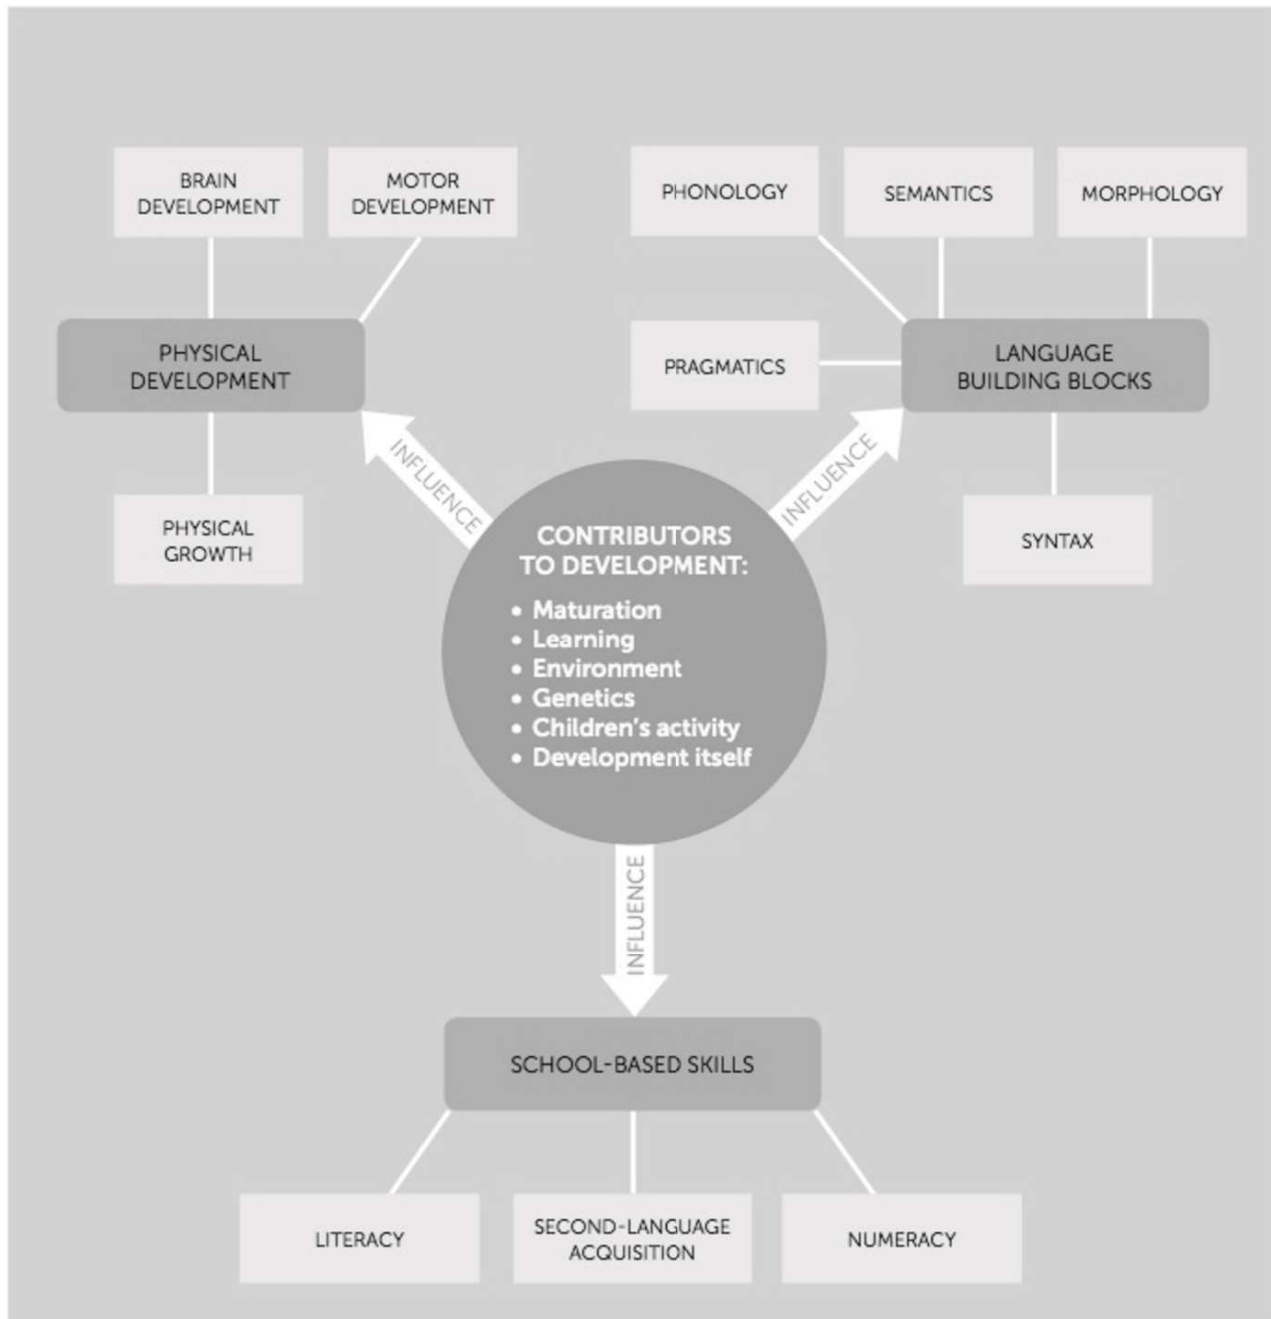 BRAIN
DEVELOPMENT
MOTOR
DEVELOPMENT
PHYSICAL
DEVELOPMENT
PHYSICAL
GROWTH
PHONOLOGY
SEMANTICS
MORPHOLOGY
PRAGMATICS
LANGUAGE
BUILDING BLOCKS
SYNTAX
INFLUENCE
INFLUENCE
CONTRIBUTORS
TO DEVELOPMENT:
• Maturation
• Learning
• Environment
• Genetics
• Children's activity
• Development itself
INFLUENCE
SCHOOL-BASED SKILLS
LITERACY
SECOND-LANGUAGE
ACQUISITION
NUMERACY